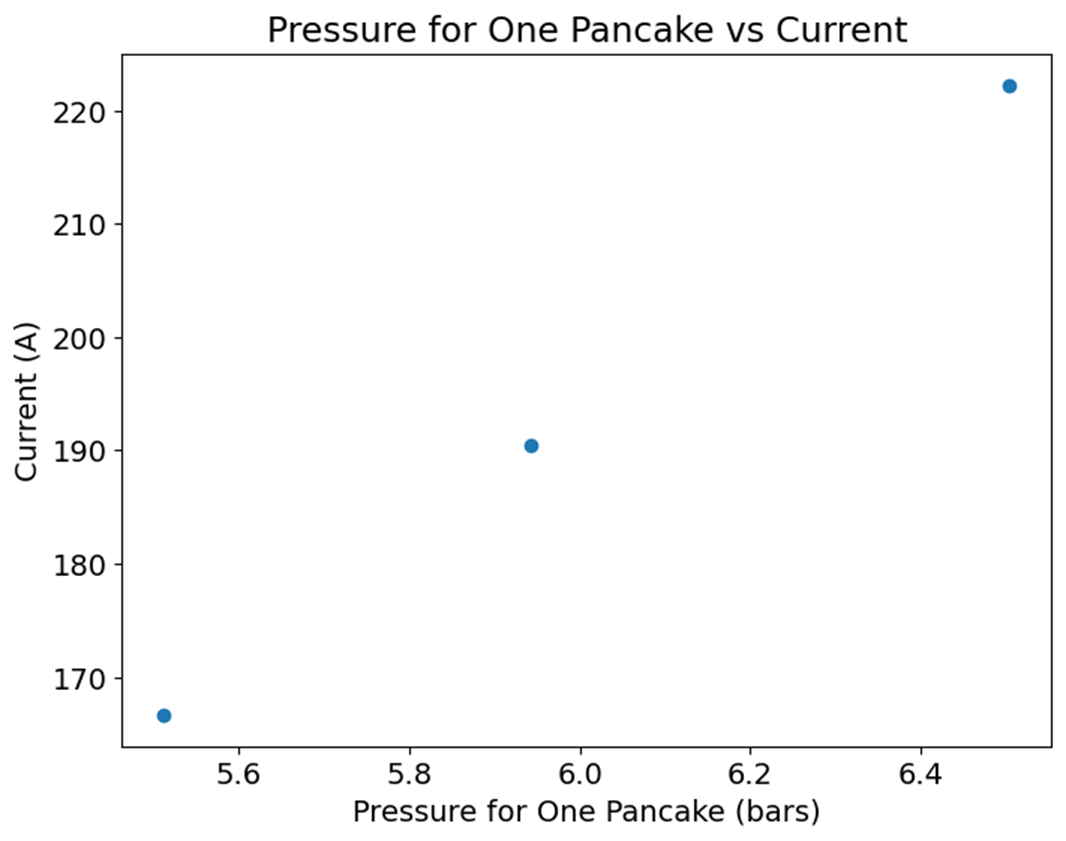 Pressure for One Pancake vs Current
220
210
200
190
180
170
Current (A)
5.6 5.8 6.0 6.2 6.4
Pressure for One Pancake (bars)